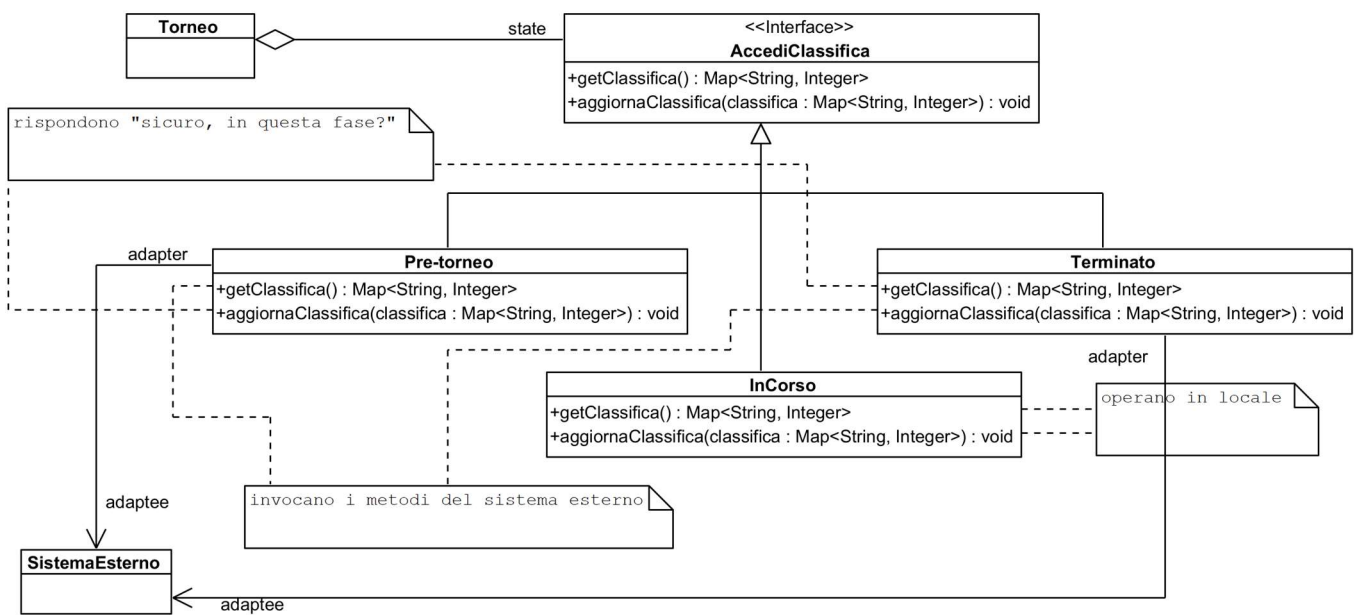 Torneo
state
<<Interface>>
AccediClassifica
+getClassifica() : Map<String, Integer>
+aggiornaClassifica(classifica : Map<String, Integer>) : void
rispondono "sicuro, in questa fase?"
adapter
Pre-torneo
+getClassifica() : Map<String, Integer>
+aggiornaClassifica(classifica : Map<String, Integer>) : void
Terminato
+getClassifica() : Map<String, Integer>
+aggiornaClassifica(classifica : Map<String, Integer>) : void
adapter
InCorso
+getClassifica() : Map<String, Integer>
+aggiornaClassifica(classifica : Map<String, Integer>) : void
operano in locale
invocano i metodi del sistema esterno
adaptee
SistemaEsterno
adaptee